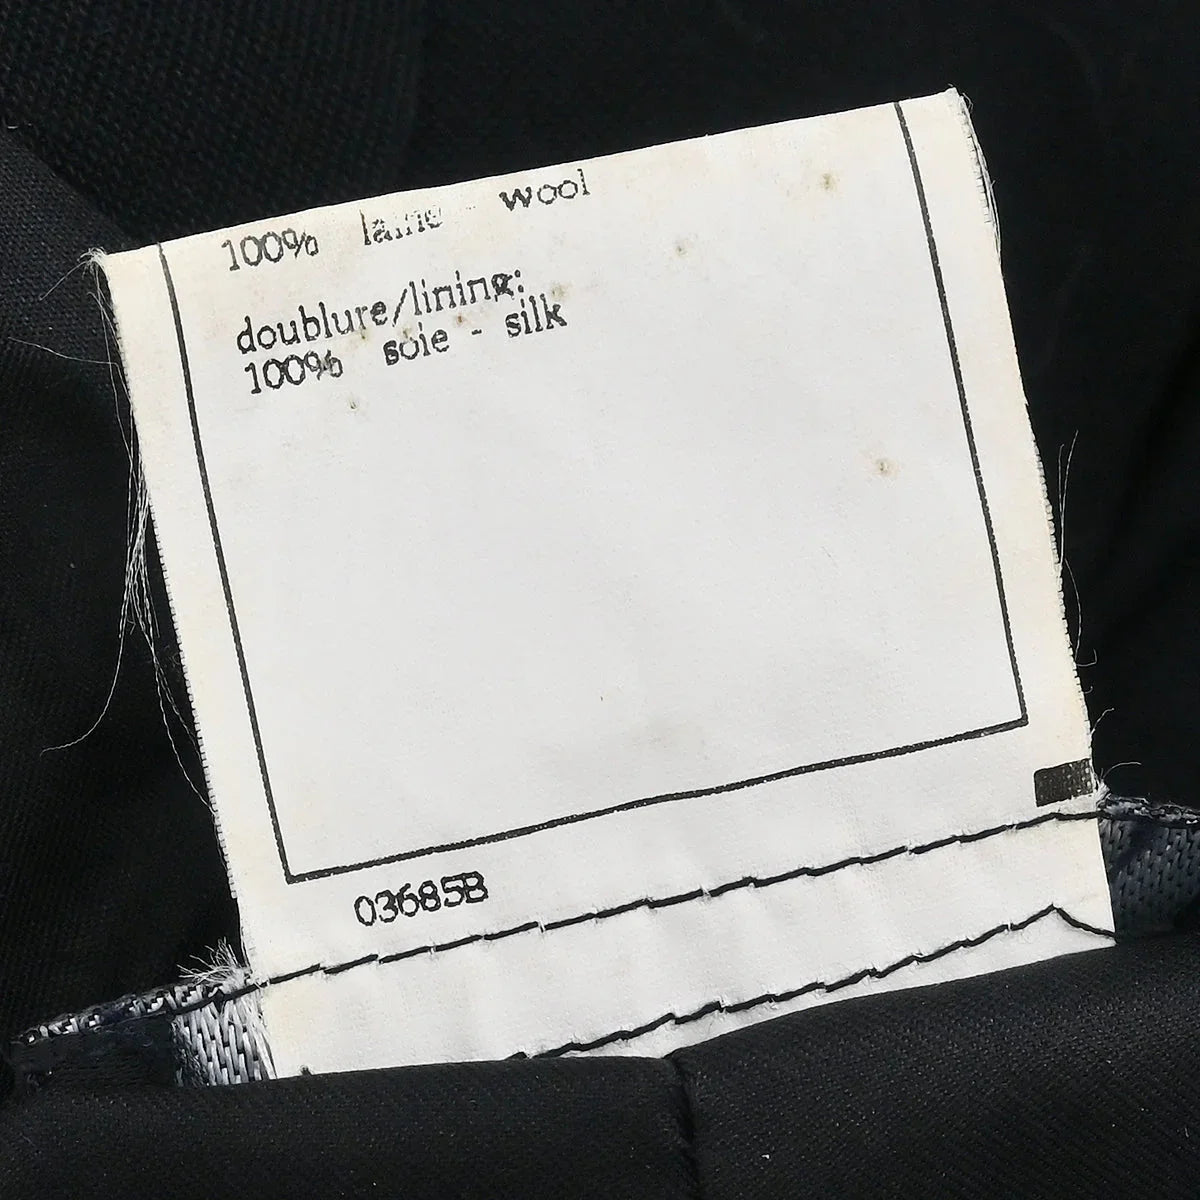 100% laine - wool
doublure/lining:
100% soie - silk
03685B